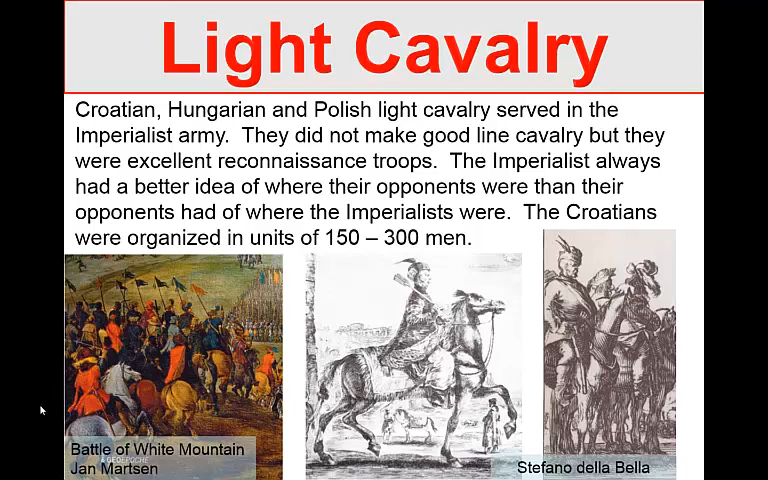 Light Cavalry
Croatian, Hungarian and Polish light cavalry served in the
Imperialist army.  They did not make good line cavalry but they
were excellent reconnaissance troops.  The Imperialist always
had a better idea of where their opponents were than their
opponents had of where the Imperialists were.  The Croatians
were organized in units of 150 – 300 men.
Battle of White Mountain
GEOEPOCHE
Jan Martsen
Stefano della Bella